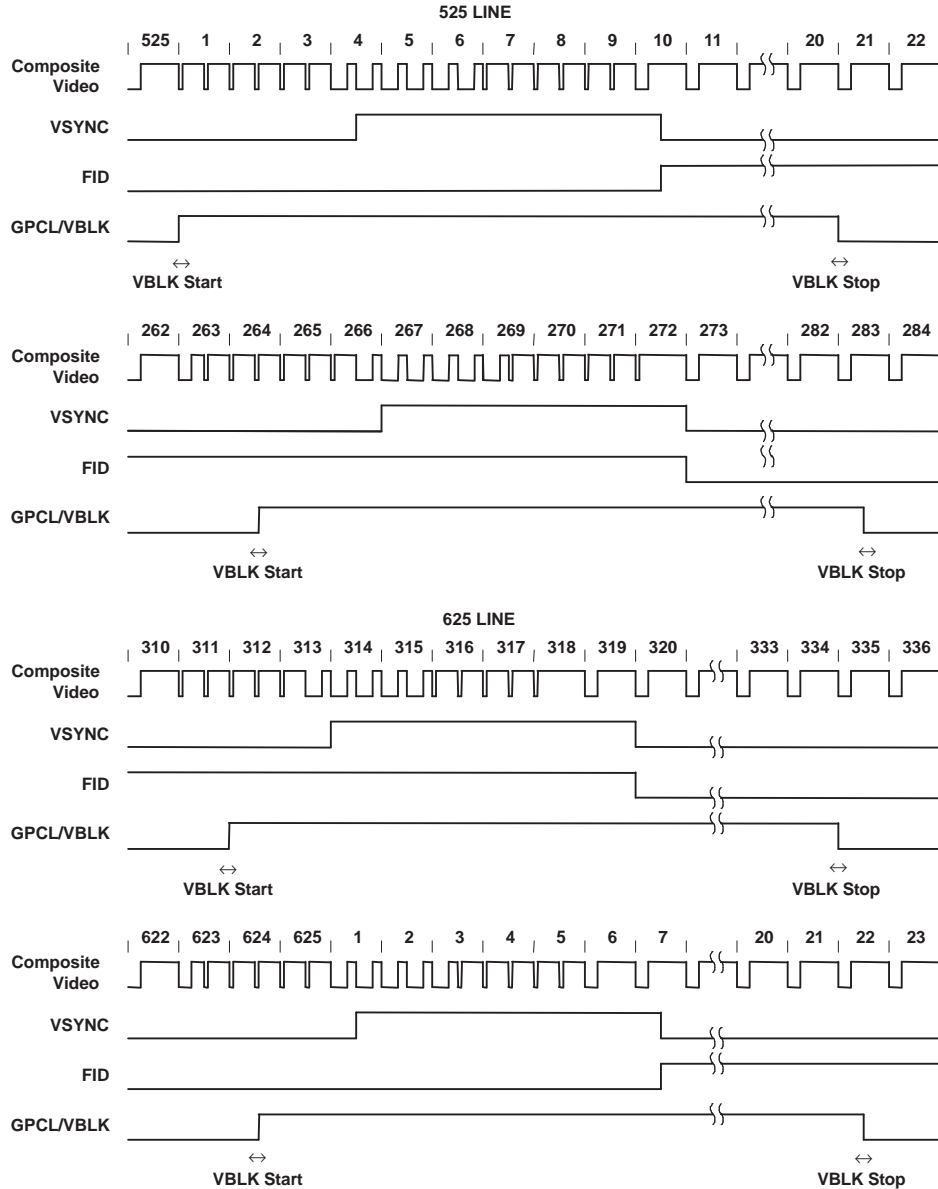 525 LINE
525 1 2 3 4 5 6 7 8 9 10 11 20 21 22
Composite
Video
VSYNC
FID
GPCL/VBLK
VBLK Start VBLK Stop
262 263 264 265 266 267 268 269 270 271 272 273 282 283 284
Composite
Video
VSYNC
FID
GPCL/VBLK
VBLK Start VBLK Stop
625 LINE
310 311 312 313 314 315 316 317 318 319 320 333 334 335 336
Composite
Video
VSYNC
FID
GPCL/VBLK
VBLK Start VBLK Stop
622 623 624 625 1 2 3 4 5 6 7 20 21 22 23
Composite
Video
VSYNC
FID
GPCL/VBLK
VBLK Start VBLK Stop